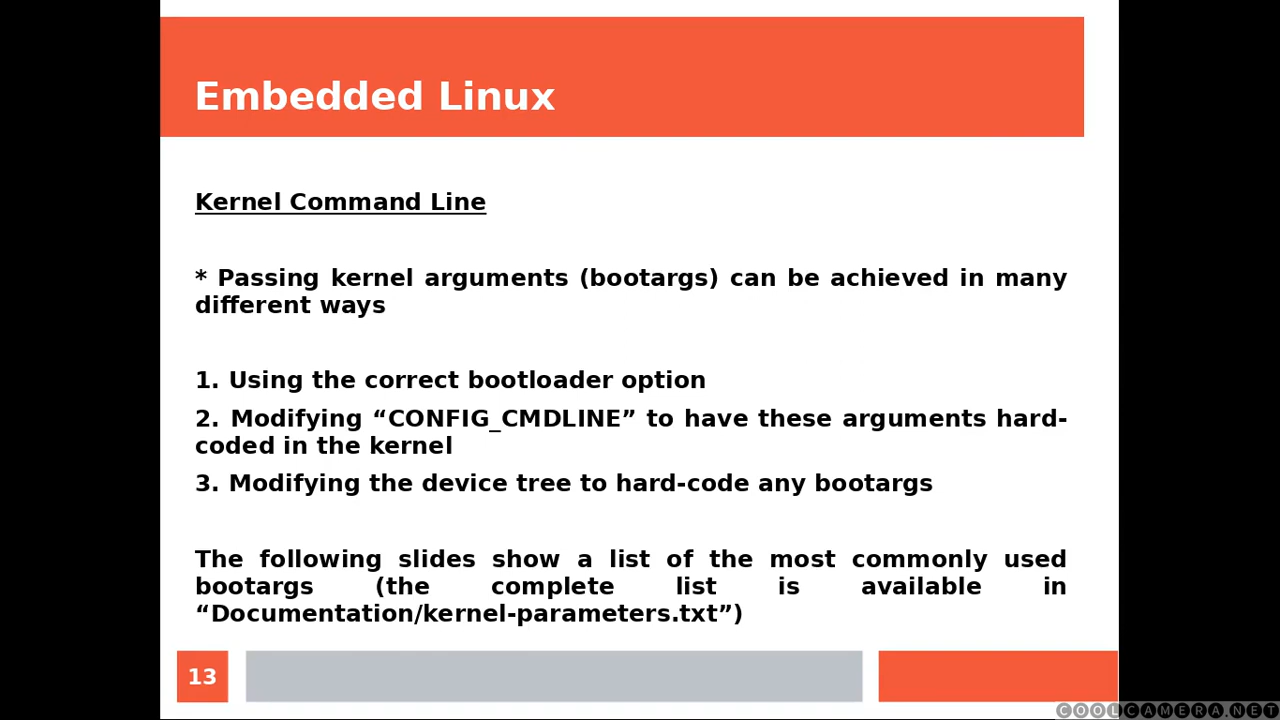 Embedded Linux
Kernel Command Line
* Passing kernel arguments (bootargs) can be achieved in many
different ways
1. Using the correct bootloader option
2. Modifying “CONFIG_CMDLINE” to have these arguments hard-
coded in the kernel
3. Modifying the device tree to hard-code any bootargs
The following slides show a list of the most commonly used
bootargs (the complete list is available in
“Documentation/kernel-parameters.txt”)
13
COOLCAMERA.NET